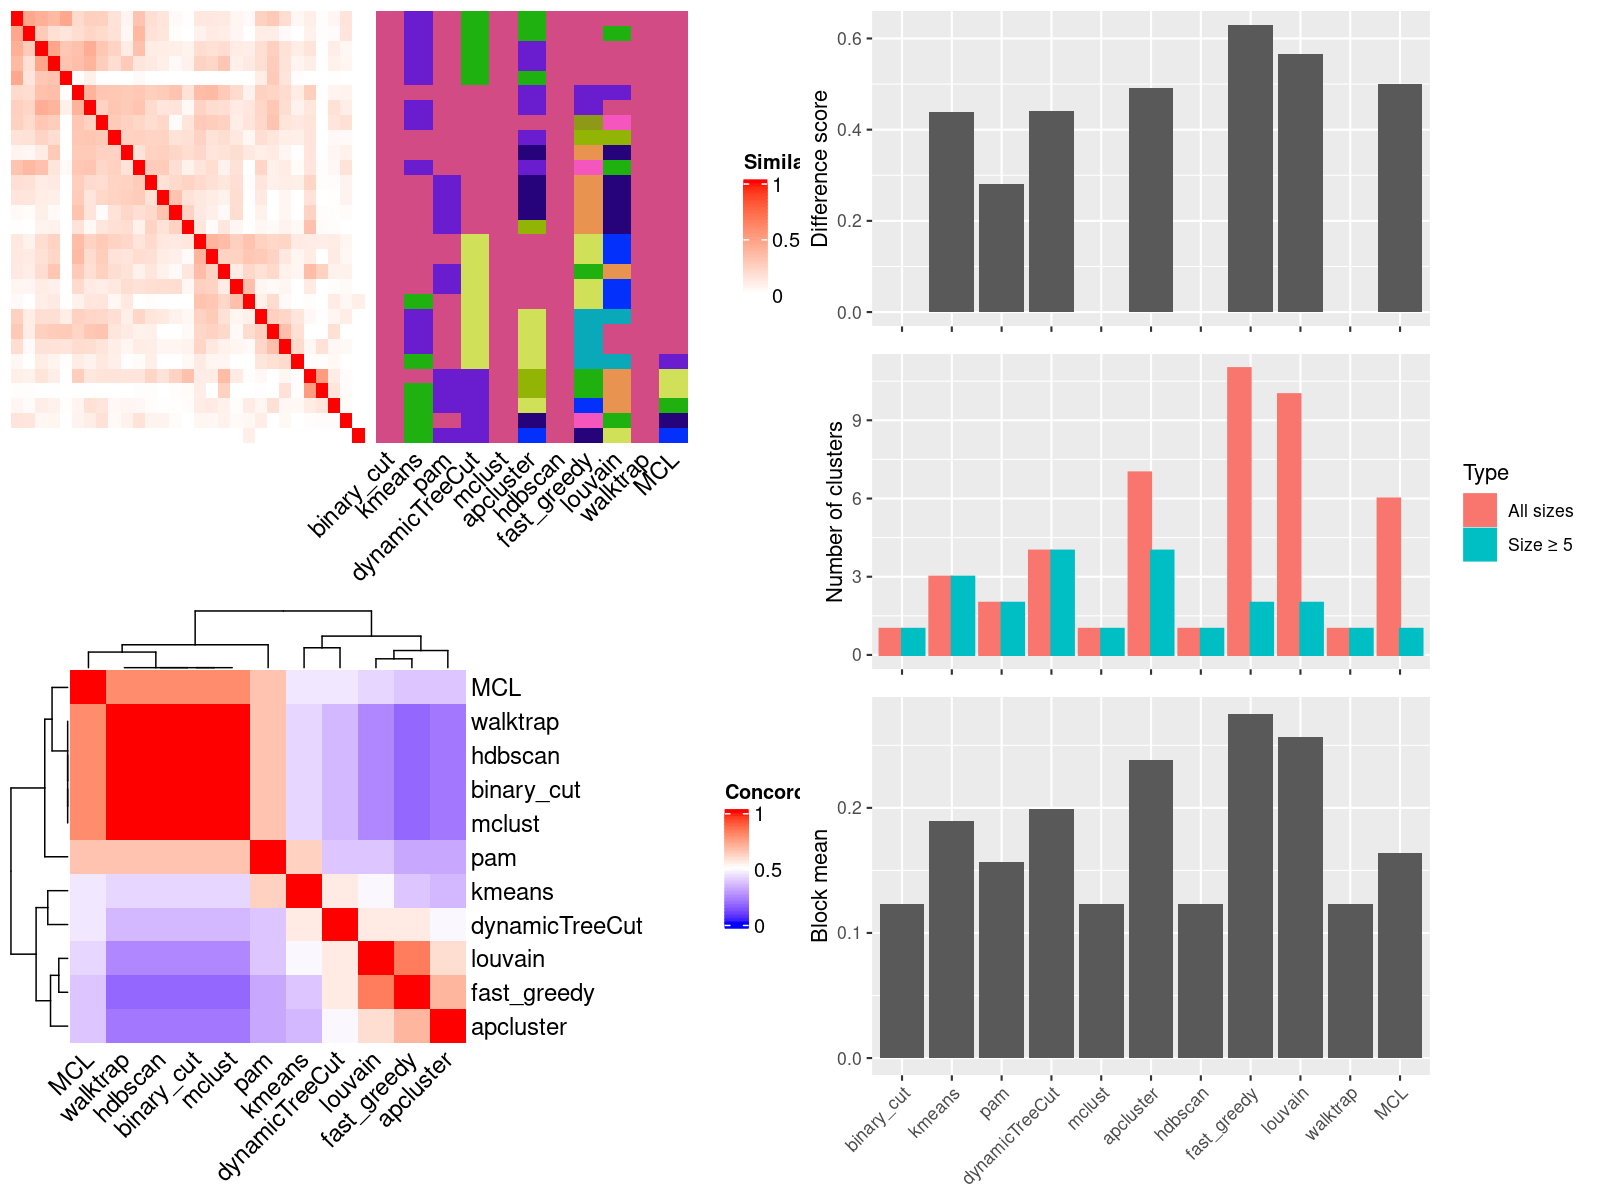 Simila
1
0.5
0
binary_cut
kmeans
pam
dynamicTreeCut
mclust
apcluster
hdbscan
fast_greedy
louvain
walktrap
MCL
MCL
walktrap
hdbscan
binary_cut
mclust
pam
kmeans
dynamicTreeCut
louvain
fast_greedy
apcluster
Concord
1
0.5
0
MCL
walktrap
hdbscan
binary_cut
mclust
pam
kmeans
dynamicTreeCut
louvain
fast_greedy
apcluster
Difference score
0.6
0.4
0.2
0.0
Number of clusters
9
6
3
0
Type
All sizes
Size ≥ 5
Block mean
0.2
0.1
0.0
binary_cut
kmeans
pam
dynamicTreeCut
mclust
apcluster
hdbscan
fast_greedy
louvain
walktrap
MCL